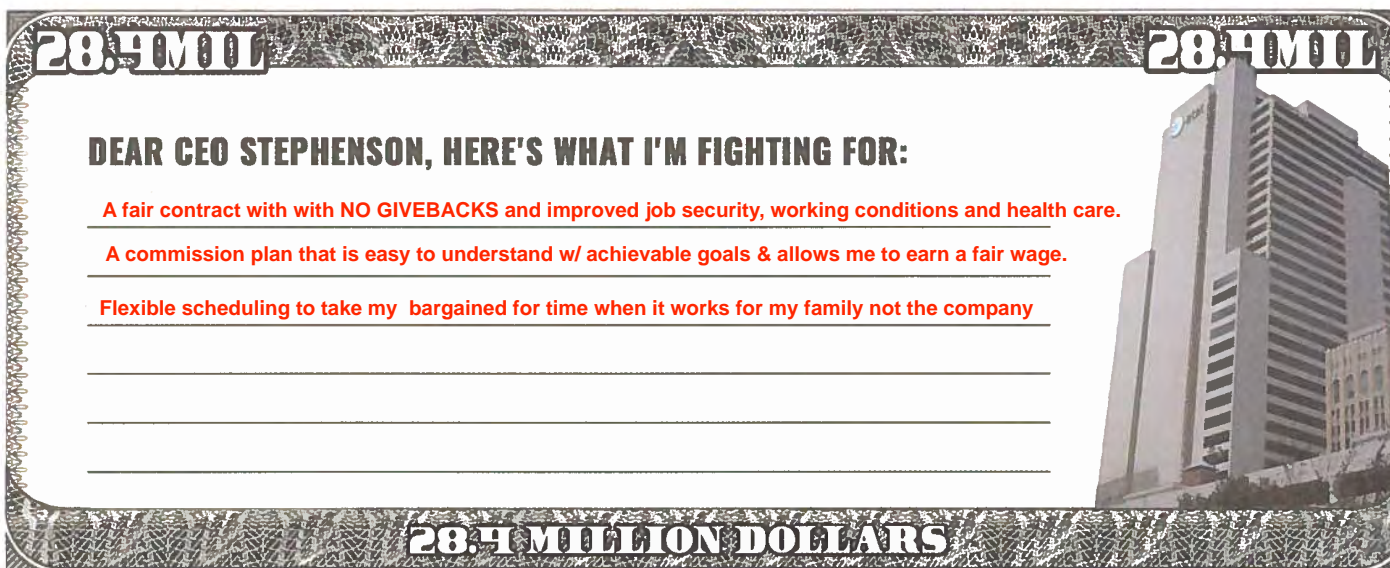 28.4MIL 28.4MIL
at&t
DEAR CEO STEPHENSON, HERE'S WHAT I'M FIGHTING FOR:
A fair contract with with NO GIVEBACKS and improved job security, working conditions and health care.
A commission plan that is easy to understand w/ achievable goals & allows me to earn a fair wage.
Flexible scheduling to take my bargained for time when it works for my family not the company
28.4 MILLION DOLLARS